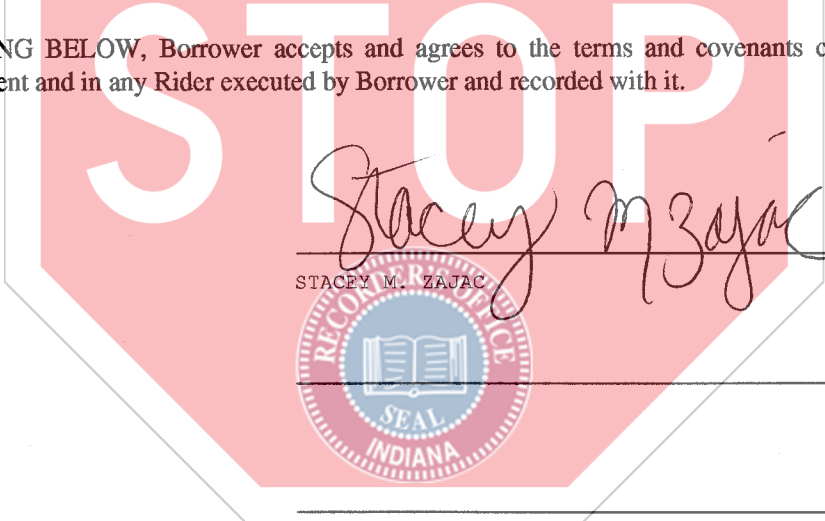 STOP
NG BELOW, Borrower accepts and agrees to the terms and covenants c
ent and in any Rider executed by Borrower and recorded with it.
Stacey M Zajac
STACEY M. ZAJAC
RECORDER'S OFFICE
SEAL
INDIANA